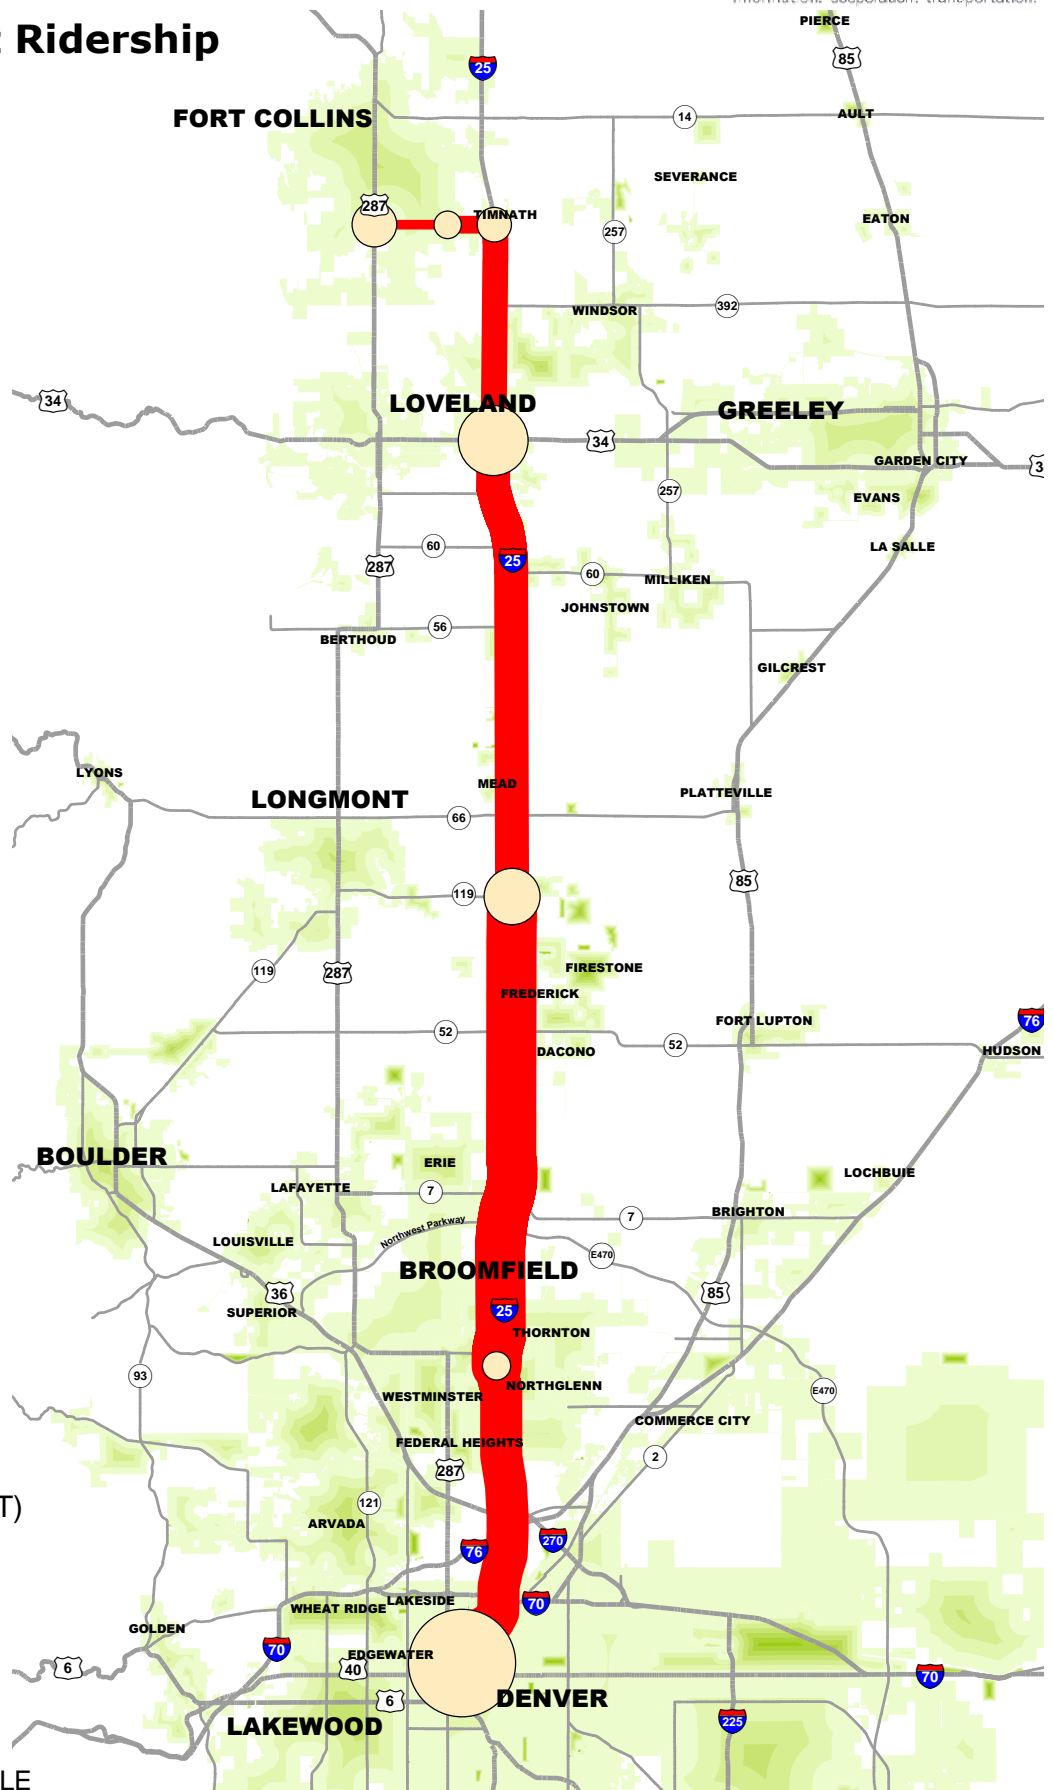 PIERCE
Ridership
85
25
FORT COLLINS
14
AULT
SEVERANCE
287
TIMNATH
EATON
257
WINDSOR
392
34
LOVELAND
GREELEY
34
GARDEN CITY
3
257
EVANS
60
LA SALLE
25
287
60
MILLIKEN
JOHNSTOWN
56
BERTHOUD
GILCREST
LYONS
MEAD
LONGMONT
PLATTEVILLE
66
85
119
FIRESTONE
119
287
FREDERICK
FORT LUPTON
76
52
52
DACONO
HUDSON
BOULDER
ERIE
LOCHBUIE
LAFAYETTE
7
BRIGHTON
7
Northwest Parkway
LOUISVILLE
E470
BROOMFIELD
36
85
SUPERIOR
25
THORNTON
93
NORTHGLENN
E470
WESTMINSTER
COMMERCE CITY
FEDERAL HEIGHTS
2
287
T)
121
ARVADA
270
76
LAKESIDE
70
WHEAT RIDGE
GOLDEN
70
EDGEWATER
6
40
70
6
DENVER
LAKEWOOD
225
LE